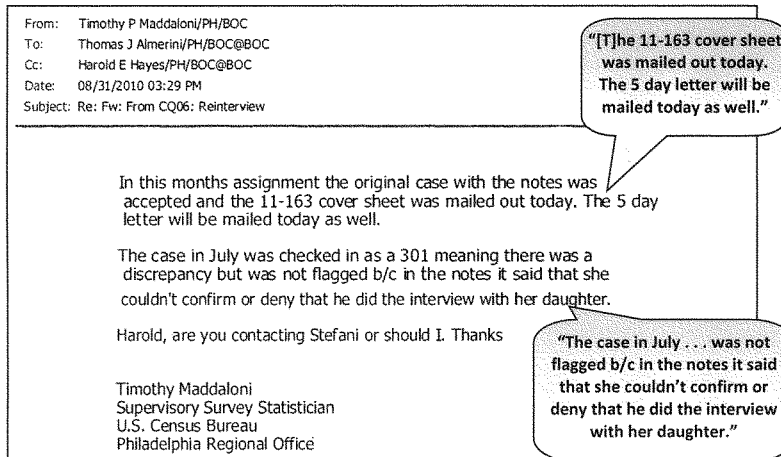 From: Timothy P Maddaloni/PH/BOC
To: Thomas J Almerini/PH/BOC@BOC
Cc: Harold E Hayes/PH/BOC@BOC
Date: 08/31/2010 03:29 PM
Subject: Re: Fw: From CQ06: Reinterview
"[T]he 11-163 cover sheet
was mailed out today.
The 5 day letter will be
mailed today as well."
In this months assignment the original case with the notes was
accepted and the 11-163 cover sheet was mailed out today. The 5 day
letter will be mailed today as well.
The case in July was checked in as a 301 meaning there was a
discrepancy but was not flagged b/c in the notes it said that she
couldn't confirm or deny that he did the interview with her daughter.
Harold, are you contacting Stefani or should I. Thanks
"The case in July . . . was not
flagged b/c in the notes it said
that she couldn't confirm or
deny that he did the interview
with her daughter."
Timothy Maddaloni
Supervisory Survey Statistician
U.S. Census Bureau
Philadelphia Regional Office